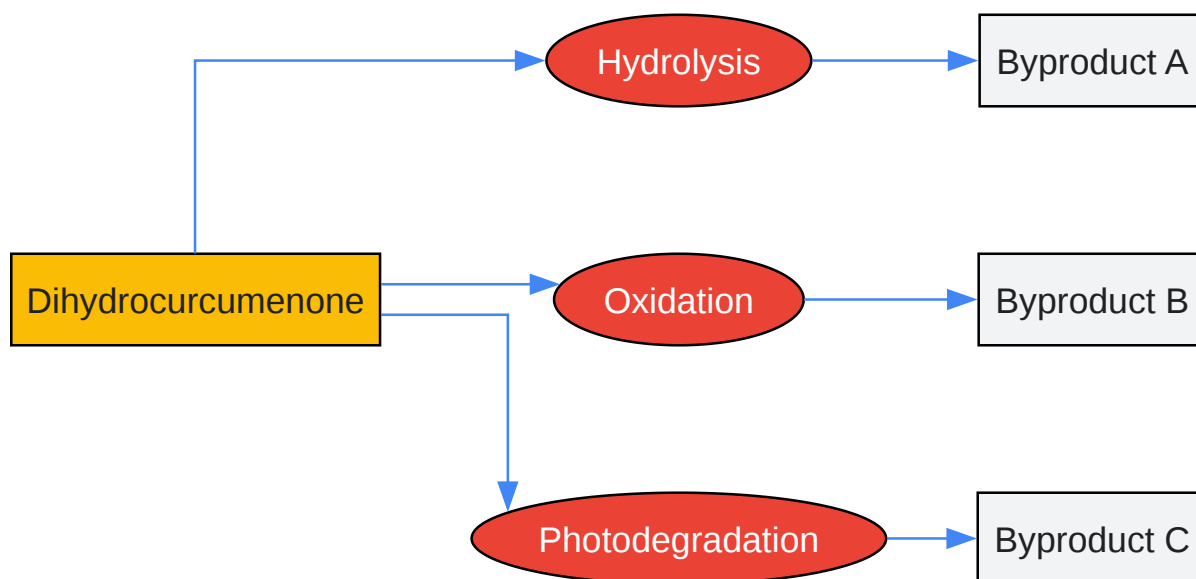 Hydrolysis
Byproduct A
Dihydrocurcumenone
Oxidation
Byproduct B
Photodegradation
Byproduct C